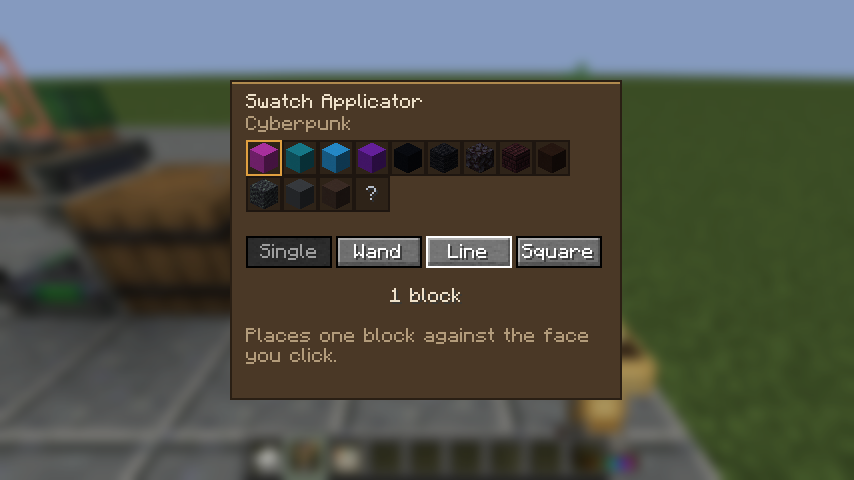 Swatch Applicator
Cyberpunk
?
Single Wand Line Square
1 block
Places one block against the face
you click.